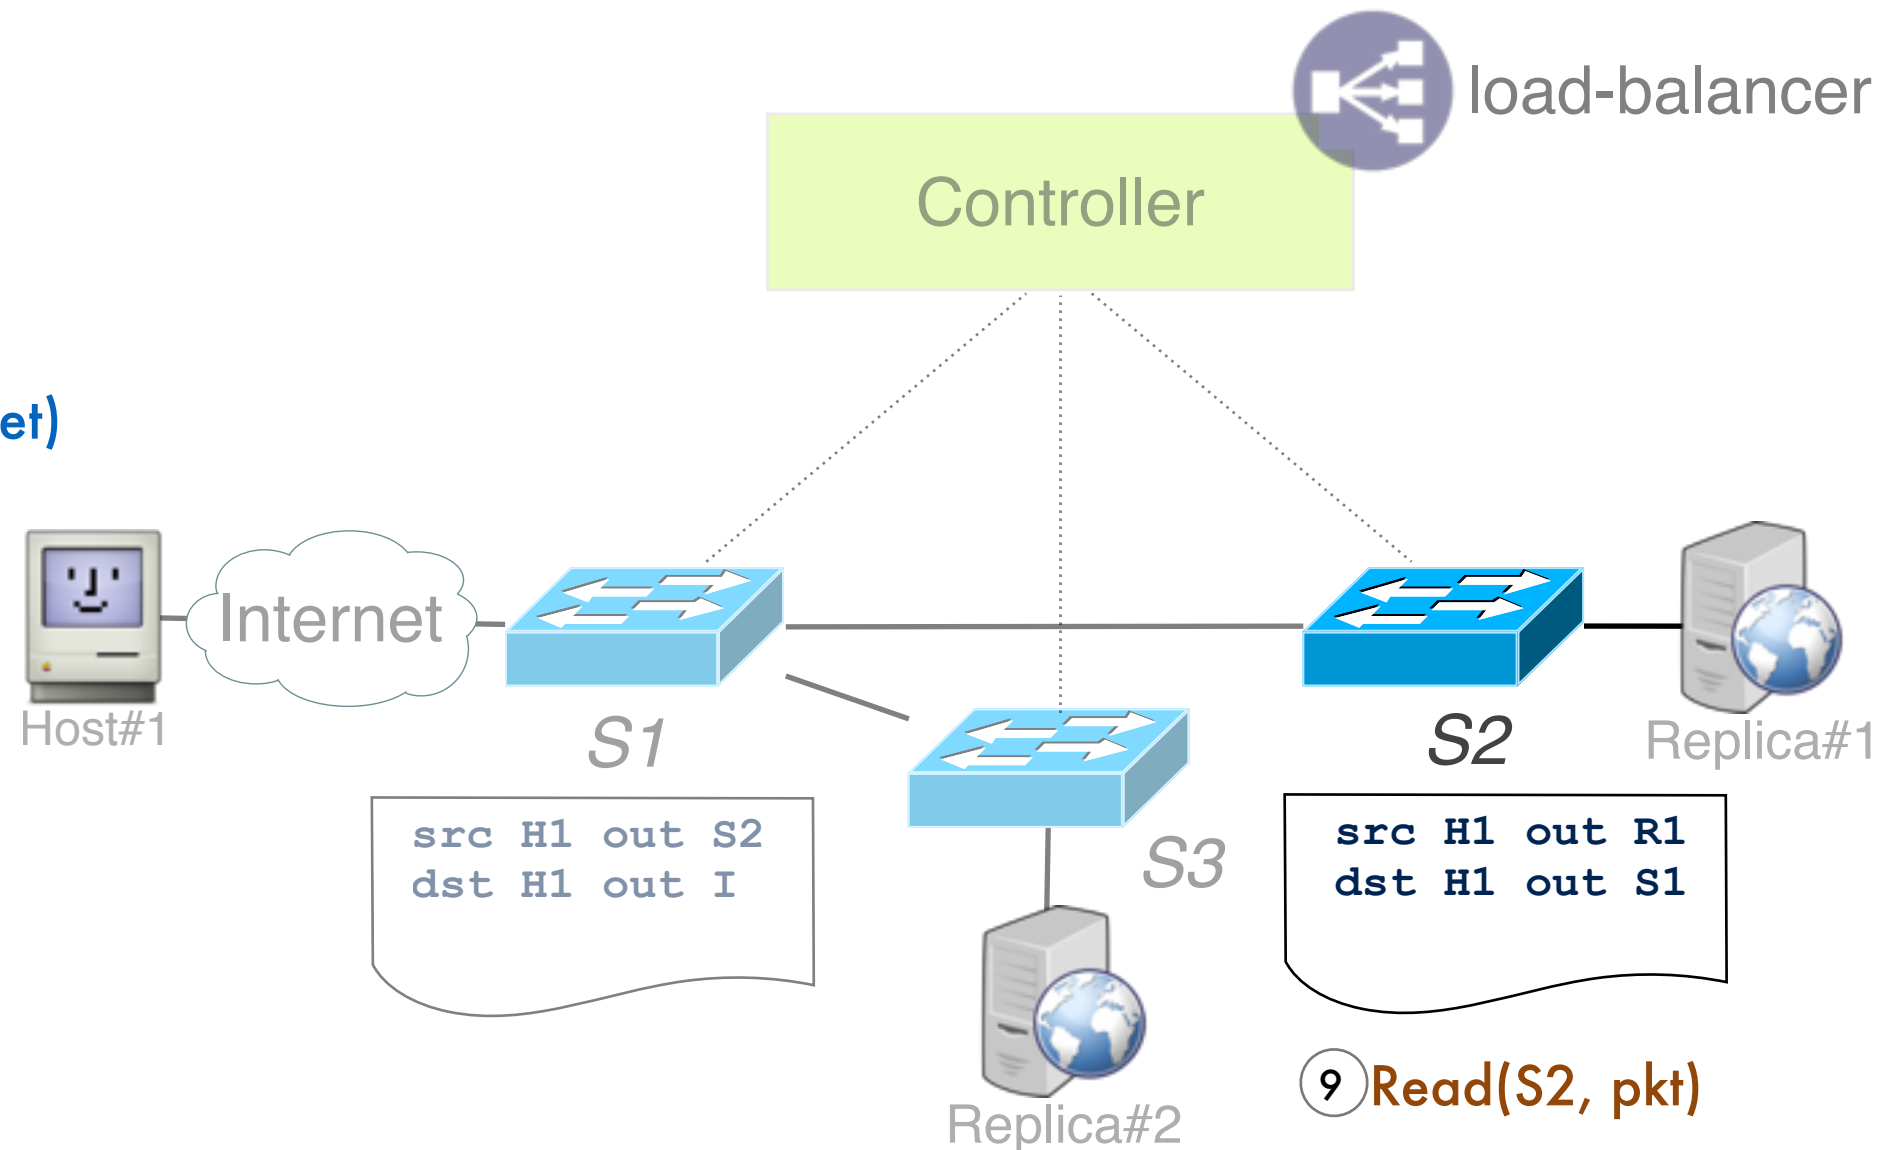 load-balancer
Controller
et)
Internet
Host#1
S1
S2
Replica#1
src H1 out S2
dst H1 out I
S3
src H1 out R1
dst H1 out S1
9 Read(S2, pkt)
Replica#2